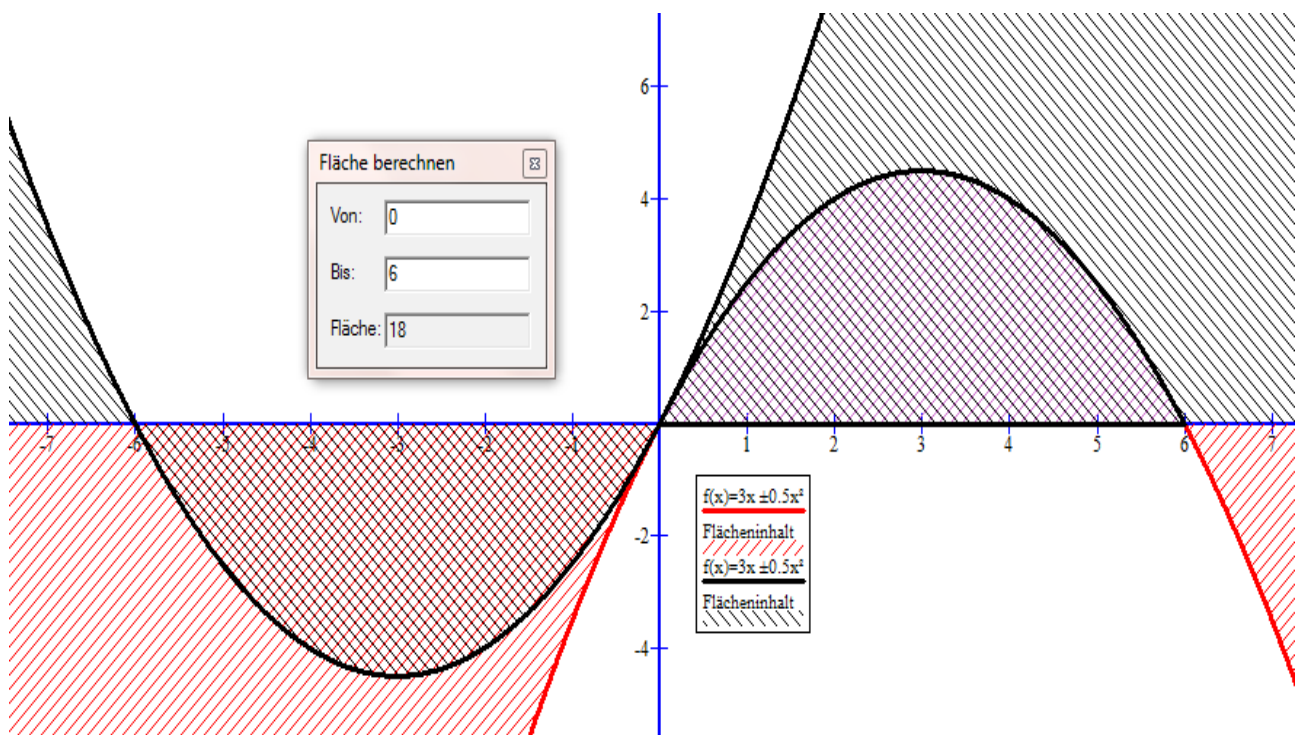 6
Fläche berechnen
Von: 0
4
Bis: 6
2
Fläche: 18
-7 -6 -5 -4 -3 -2 -1 1 2 3 4 5 6 7
f(x)=3x ±0.5x²
Flächeninhalt
-2
f(x)=3x ±0.5x²
Flächeninhalt
-4